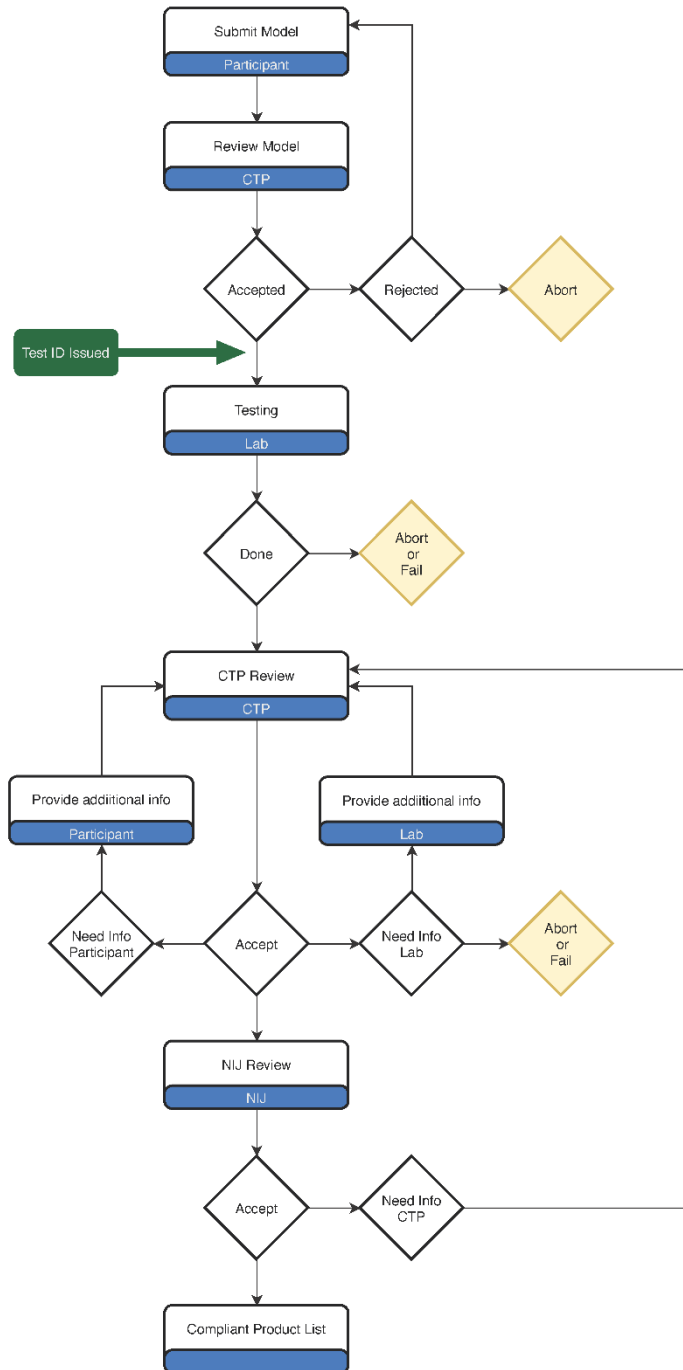 Submit Model
Participant
Review Model
CTP
Accepted
Rejected
Abort
Test ID Issued
Testing
Lab
Done
Abort
or
Fail
CTP Review
CTP
Provide addiitional info
Participant
Provide addiitional info
Lab
Need Info
Participant
Accept
Need Info
Lab
Abort
or
Fail
NIJ Review
NIJ
Accept
Need Info
CTP
Compliant Product List